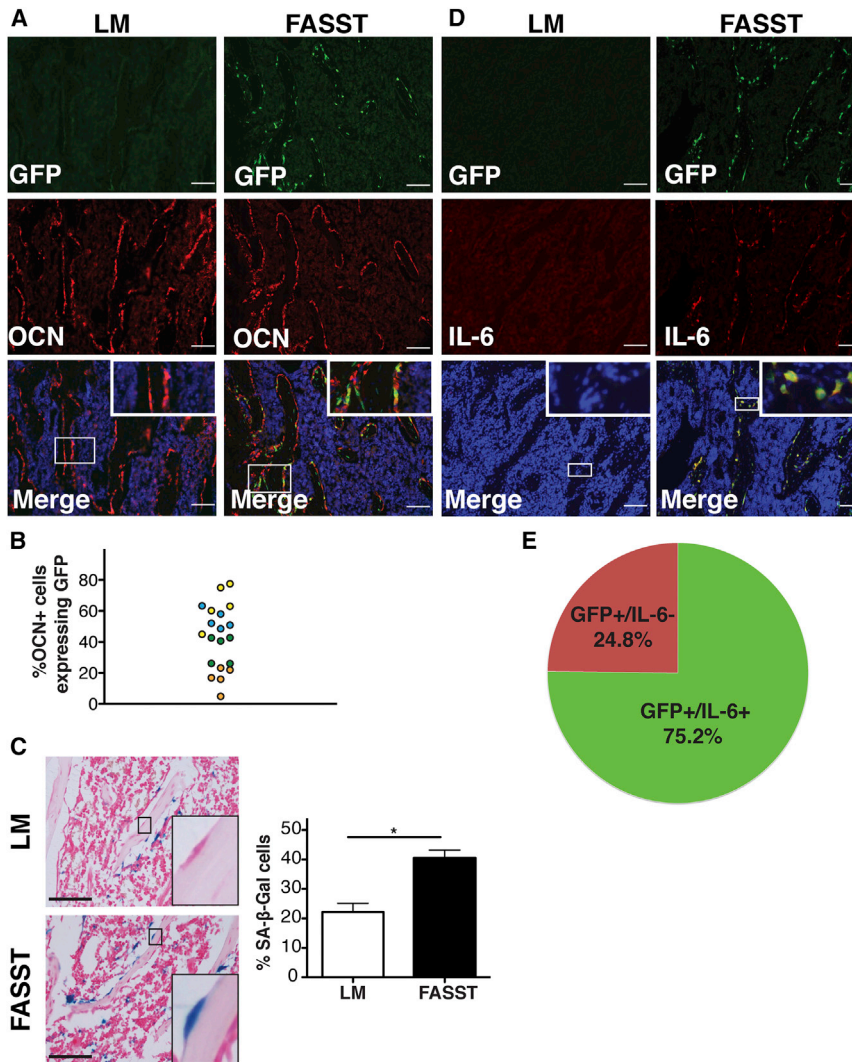 A
LM
FASST
GFP
GFP
OCN
OCN
Merge
Merge
D
LM
FASST
GFP
GFP
IL-6
IL-6
Merge
Merge
B
%OCN+ cells
expressing GFP
80
60
40
20
0
C
LM
FASST
% SA-β-Gal cells
50
40
30
20
10
0
*
LM
FASST
E
GFP+/IL-6-
24.8%
GFP+/IL-6+
75.2%